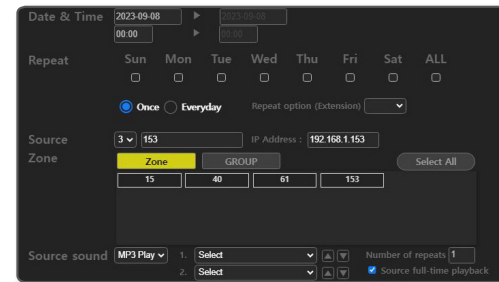 Date & Time 2023-09-08 2023-09-08
00:00 00:00
Repeat Sun Mon Tue Wed Thu Fri Sat ALL
Once Everyday Repeat option (Extension)
Source 3 153 IP Address : 192.168.1.153
Zone Zone GROUP Select All
15 40 61 153
Source sound MP3 Play 1. Select Number of repeats 1
2. Select Source full-time playback